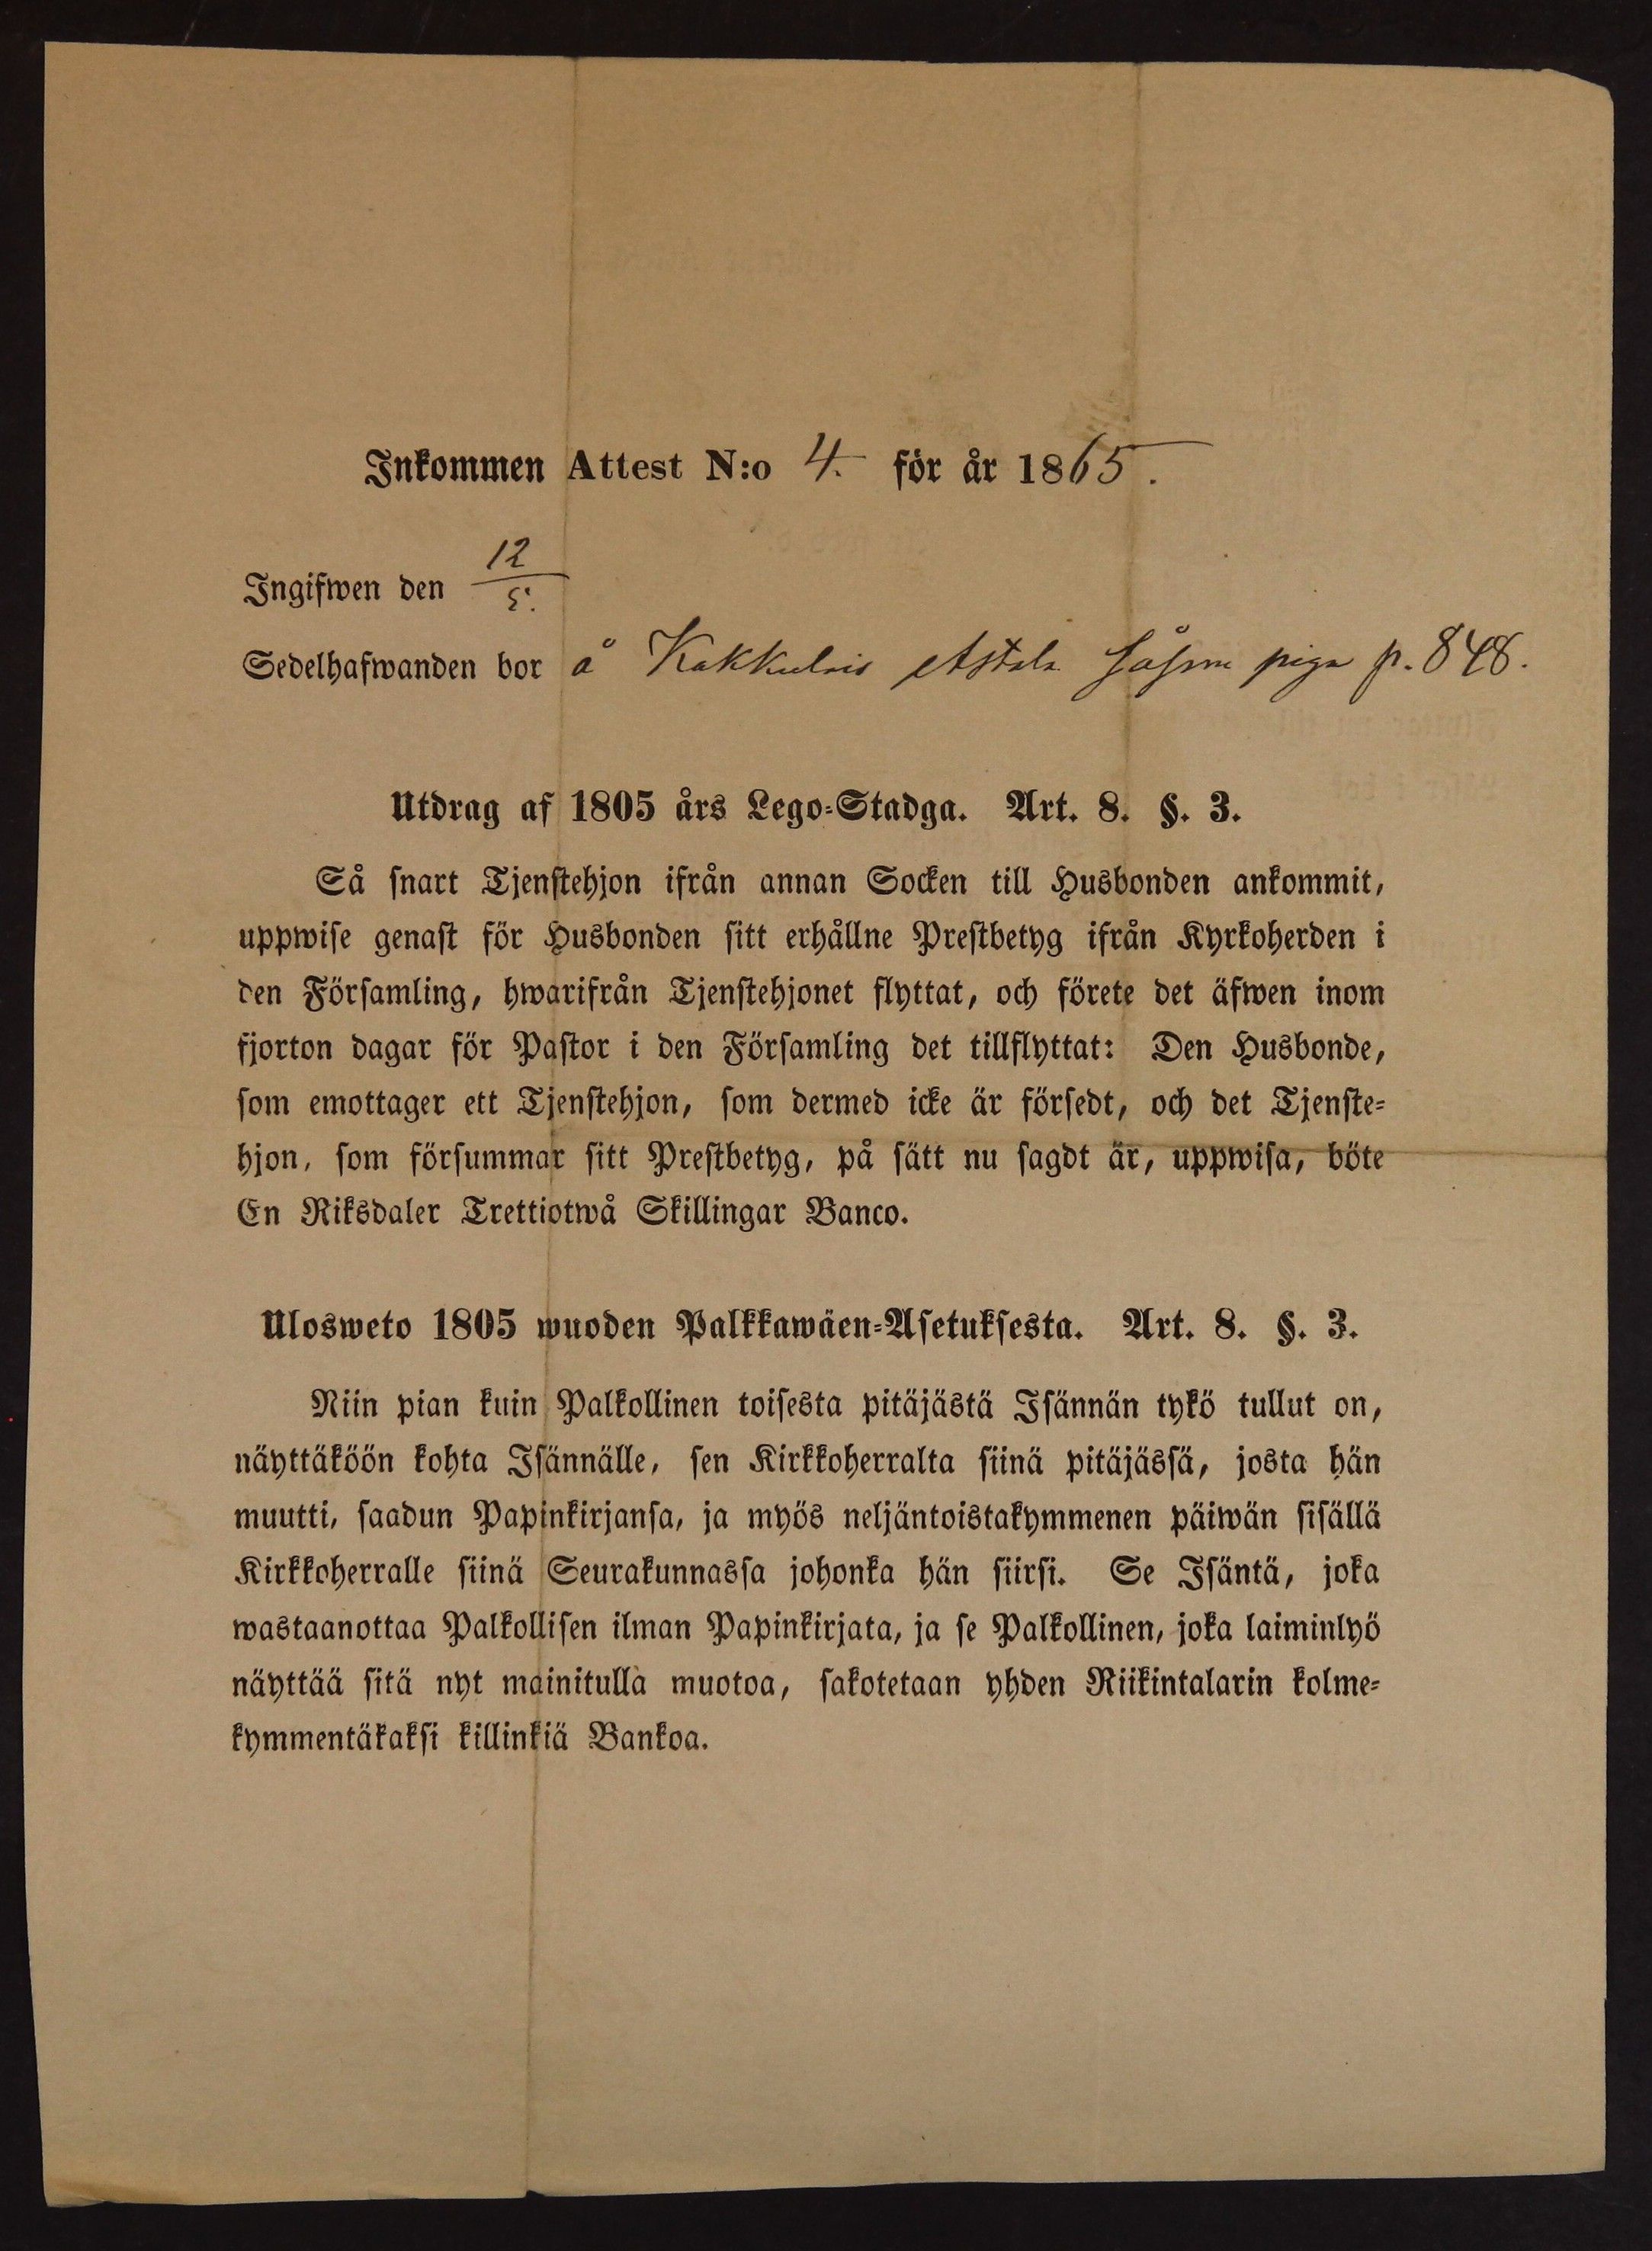 Inkommen Attest N:o 4. för år 1865.
Ingifwen den 12/5.
Sedelhafwanden bor å Kakkulais Astala såsom piga p. 848.
Utdrag af 1805 års Lego-Stadga. Art. 8. §. 3.
Så snart Tjenstehjon ifrån annan Socken till Husbonden ankommit,
uppwise genast för Husbonden sitt erhållne Prestbetyg ifrån Kyrkoherden i
den Församling, hwarifrån Tjenstehjonet flyttat, och förete det äfwen inom
fjorton dagar för Pastor i den Församling det tillflyttat: Den Husbonde,
som emottager ett Tjenstehjon, som dermed icke är försedt, och det Tjenste-
hjon, som försummar sitt Prestbetyg, på sätt nu sagdt är, uppwisa, böte
En Riksdaler Trettiotwå Skillingar Banco.
Ulosweto 1805 wuoden Palkkawäen-Asetuksesta. Art. 8. §. 3.
Niin pian kuin Palkollinen toisesta pitäjästä Isännän tykö tullut on,
näyttäköön kohta Isännälle, sen Kirkkoherralta siinä pitäjässä, josta hän
muutti, saadun Papinkirjansa, ja myös neljäntoistakymmenen päiwän sisällä
Kirkkoherralle siinä Seurakunnassa johonka hän siirsi. Se Isäntä, joka
wastaanottaa Palkollisen ilman Papinkirjata, ja se Palkollinen, joka laiminlyö
näyttää sitä nyt mainitulla muotoa, sakotetaan yhden Riikintalarin kolme-
kymmentäkaksi killinkiä Bankoa.